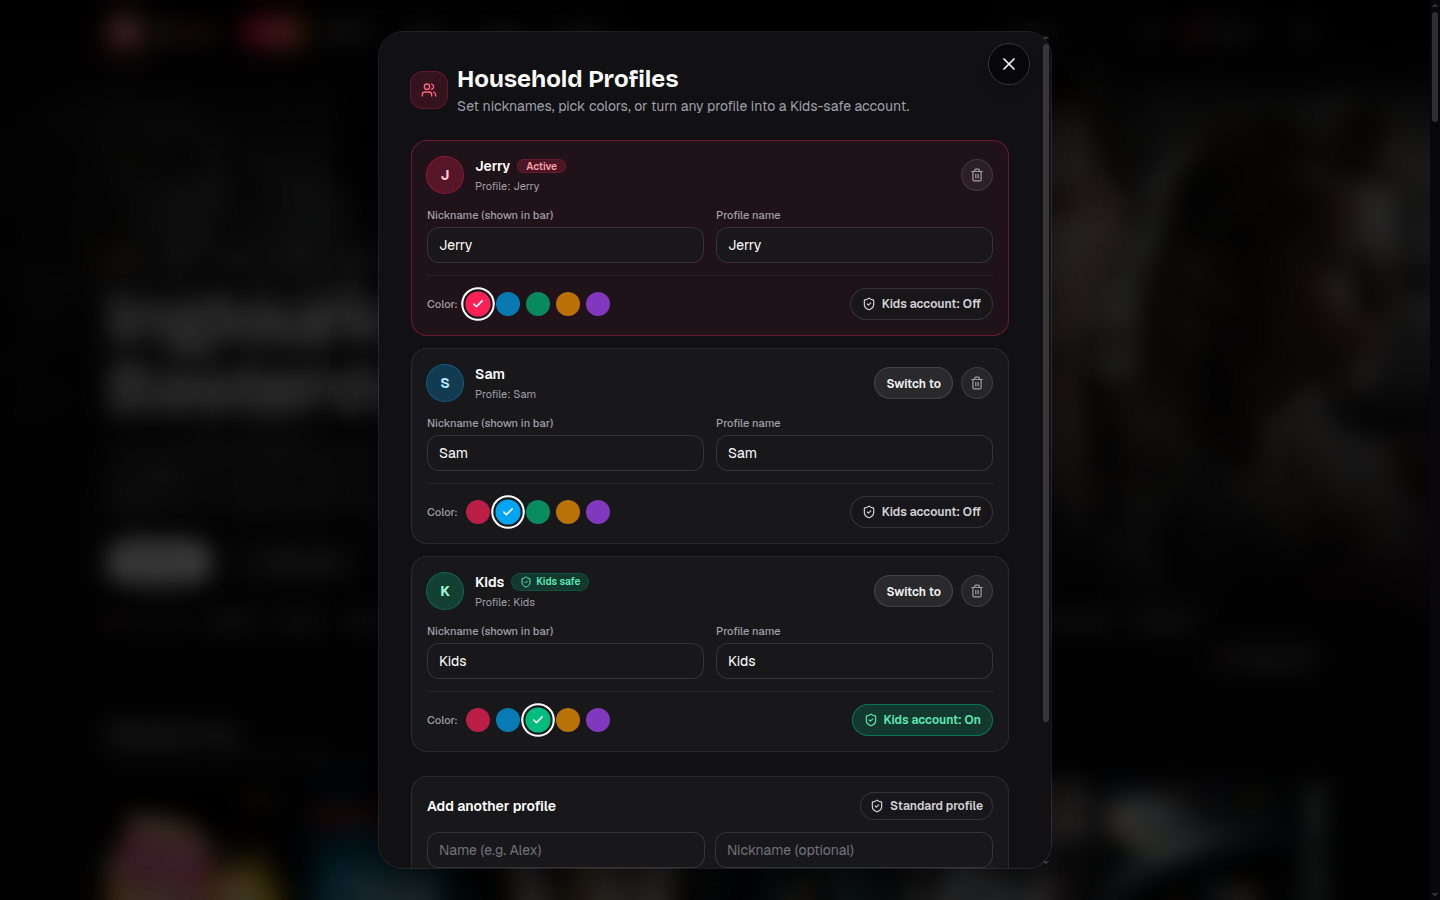 Household Profiles
Set nicknames, pick colors, or turn any profile into a Kids-safe account.
J
Jerry Active
Profile: Jerry
Nickname (shown in bar) Profile name
Jerry Jerry
Color: Kids account: Off
S
Sam
Profile: Sam
Switch to
Nickname (shown in bar) Profile name
Sam Sam
Color: Kids account: Off
K
Kids Kids safe
Profile: Kids
Switch to
Nickname (shown in bar) Profile name
Kids Kids
Color: Kids account: On
Add another profile Standard profile
Name (e.g. Alex) Nickname (optional)